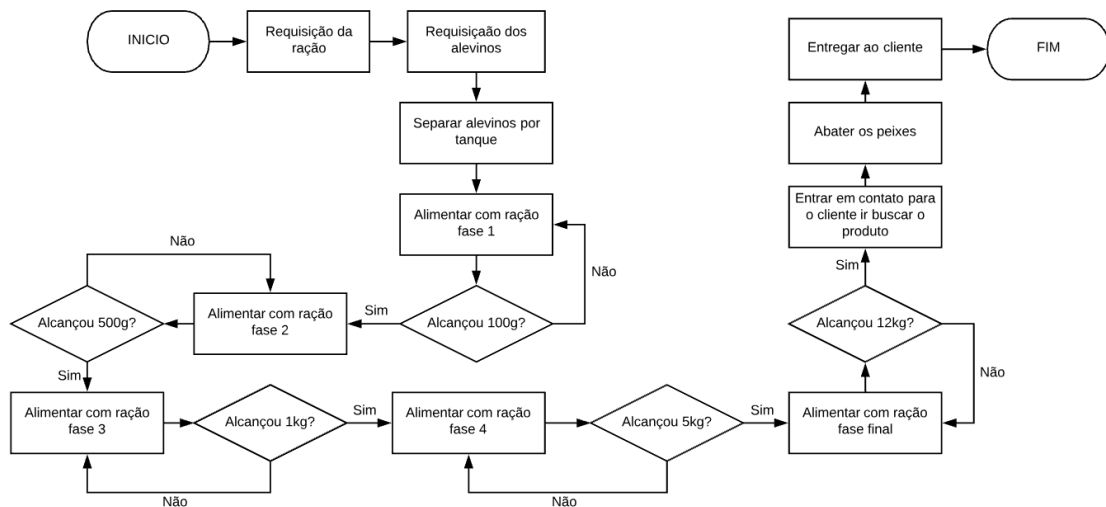 INICIO
Requisição da
ração
Requisiçaão dos
alevinos
Separar alevinos por
tanque
Alimentar com ração
fase 1
Não
Alcançou 100g?
Sim
Alimentar com ração
fase 2
Não
Alcançou 500g?
Sim
Alimentar com ração
fase 3
Alcançou 1kg?
Não
Sim
Alimentar com ração
fase 4
Alcançou 5kg?
Não
Sim
Alimentar com ração
fase final
Alcançou 12kg?
Não
Sim
Entrar em contato para
o cliente ir buscar o
produto
Abater os peixes
Entregar ao cliente
FIM